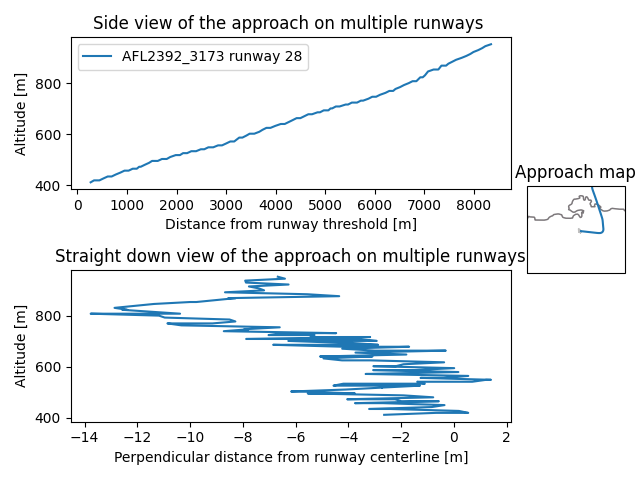 Side view of the approach on multiple runways
AFL2392_3173 runway 28
Altitude [m]
800
600
400
0 1000 2000 3000 4000 5000 6000 7000 8000
Distance from runway threshold [m]
Approach map
Straight down view of the approach on multiple runways
Altitude [m]
800
600
400
−14 −12 −10 −8 −6 −4 −2 0 2
Perpendicular distance from runway centerline [m]